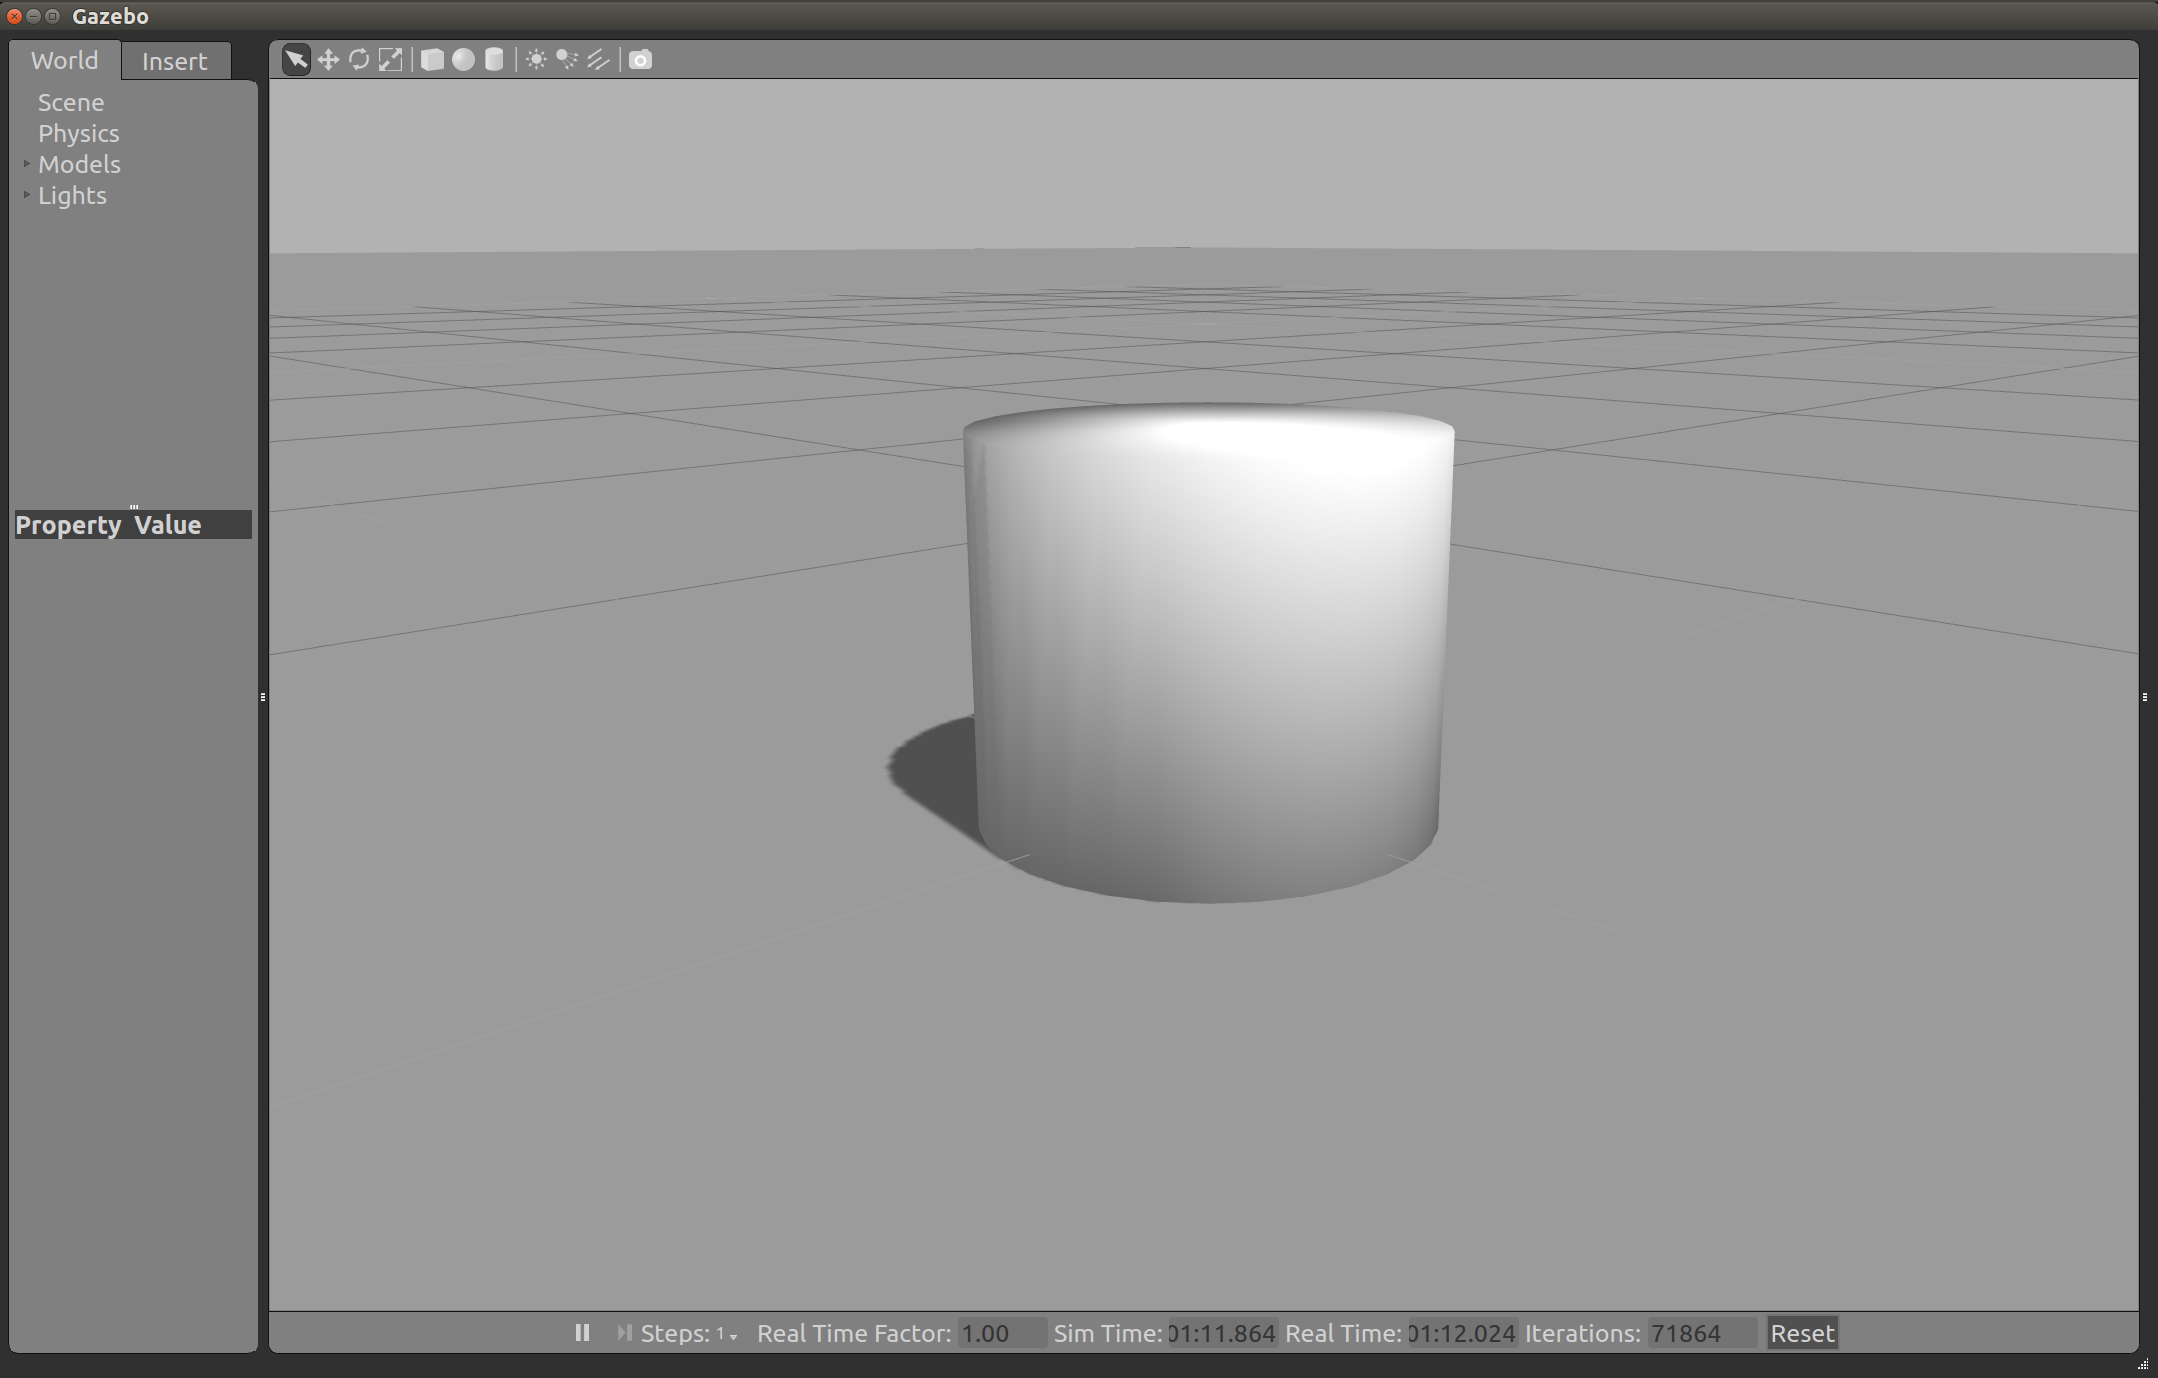 Gazebo
World Insert
Scene
Physics
Models
Lights
Property Value
Steps: 1 Real Time Factor: 1.00 Sim Time: 01:11.864 Real Time: 01:12.024 Iterations: 71864 Reset